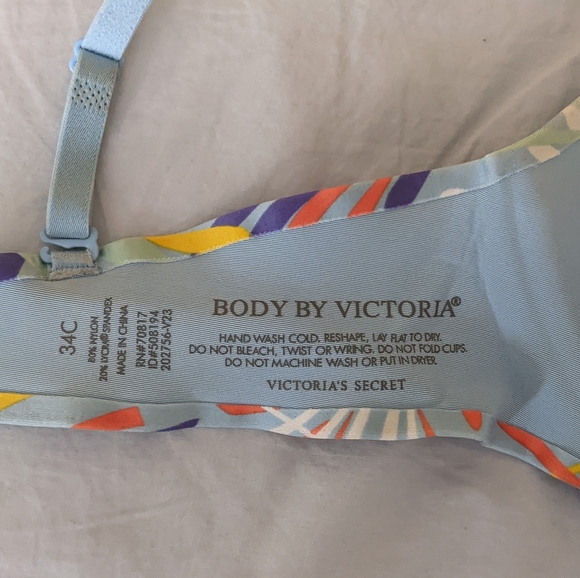 34C
80% NYLON
20% LYCRA® SPANDEX
MADE IN CHINA
RN#70817
ID#508194
202756-V23
BODY BY VICTORIA®
HAND WASH COLD. RESHAPE, LAY FLAT TO DRY.
DO NOT BLEACH, TWIST OR WRING. DO NOT FOLD CUPS.
DO NOT MACHINE WASH OR PUT IN DRYER.
VICTORIA'S SECRET